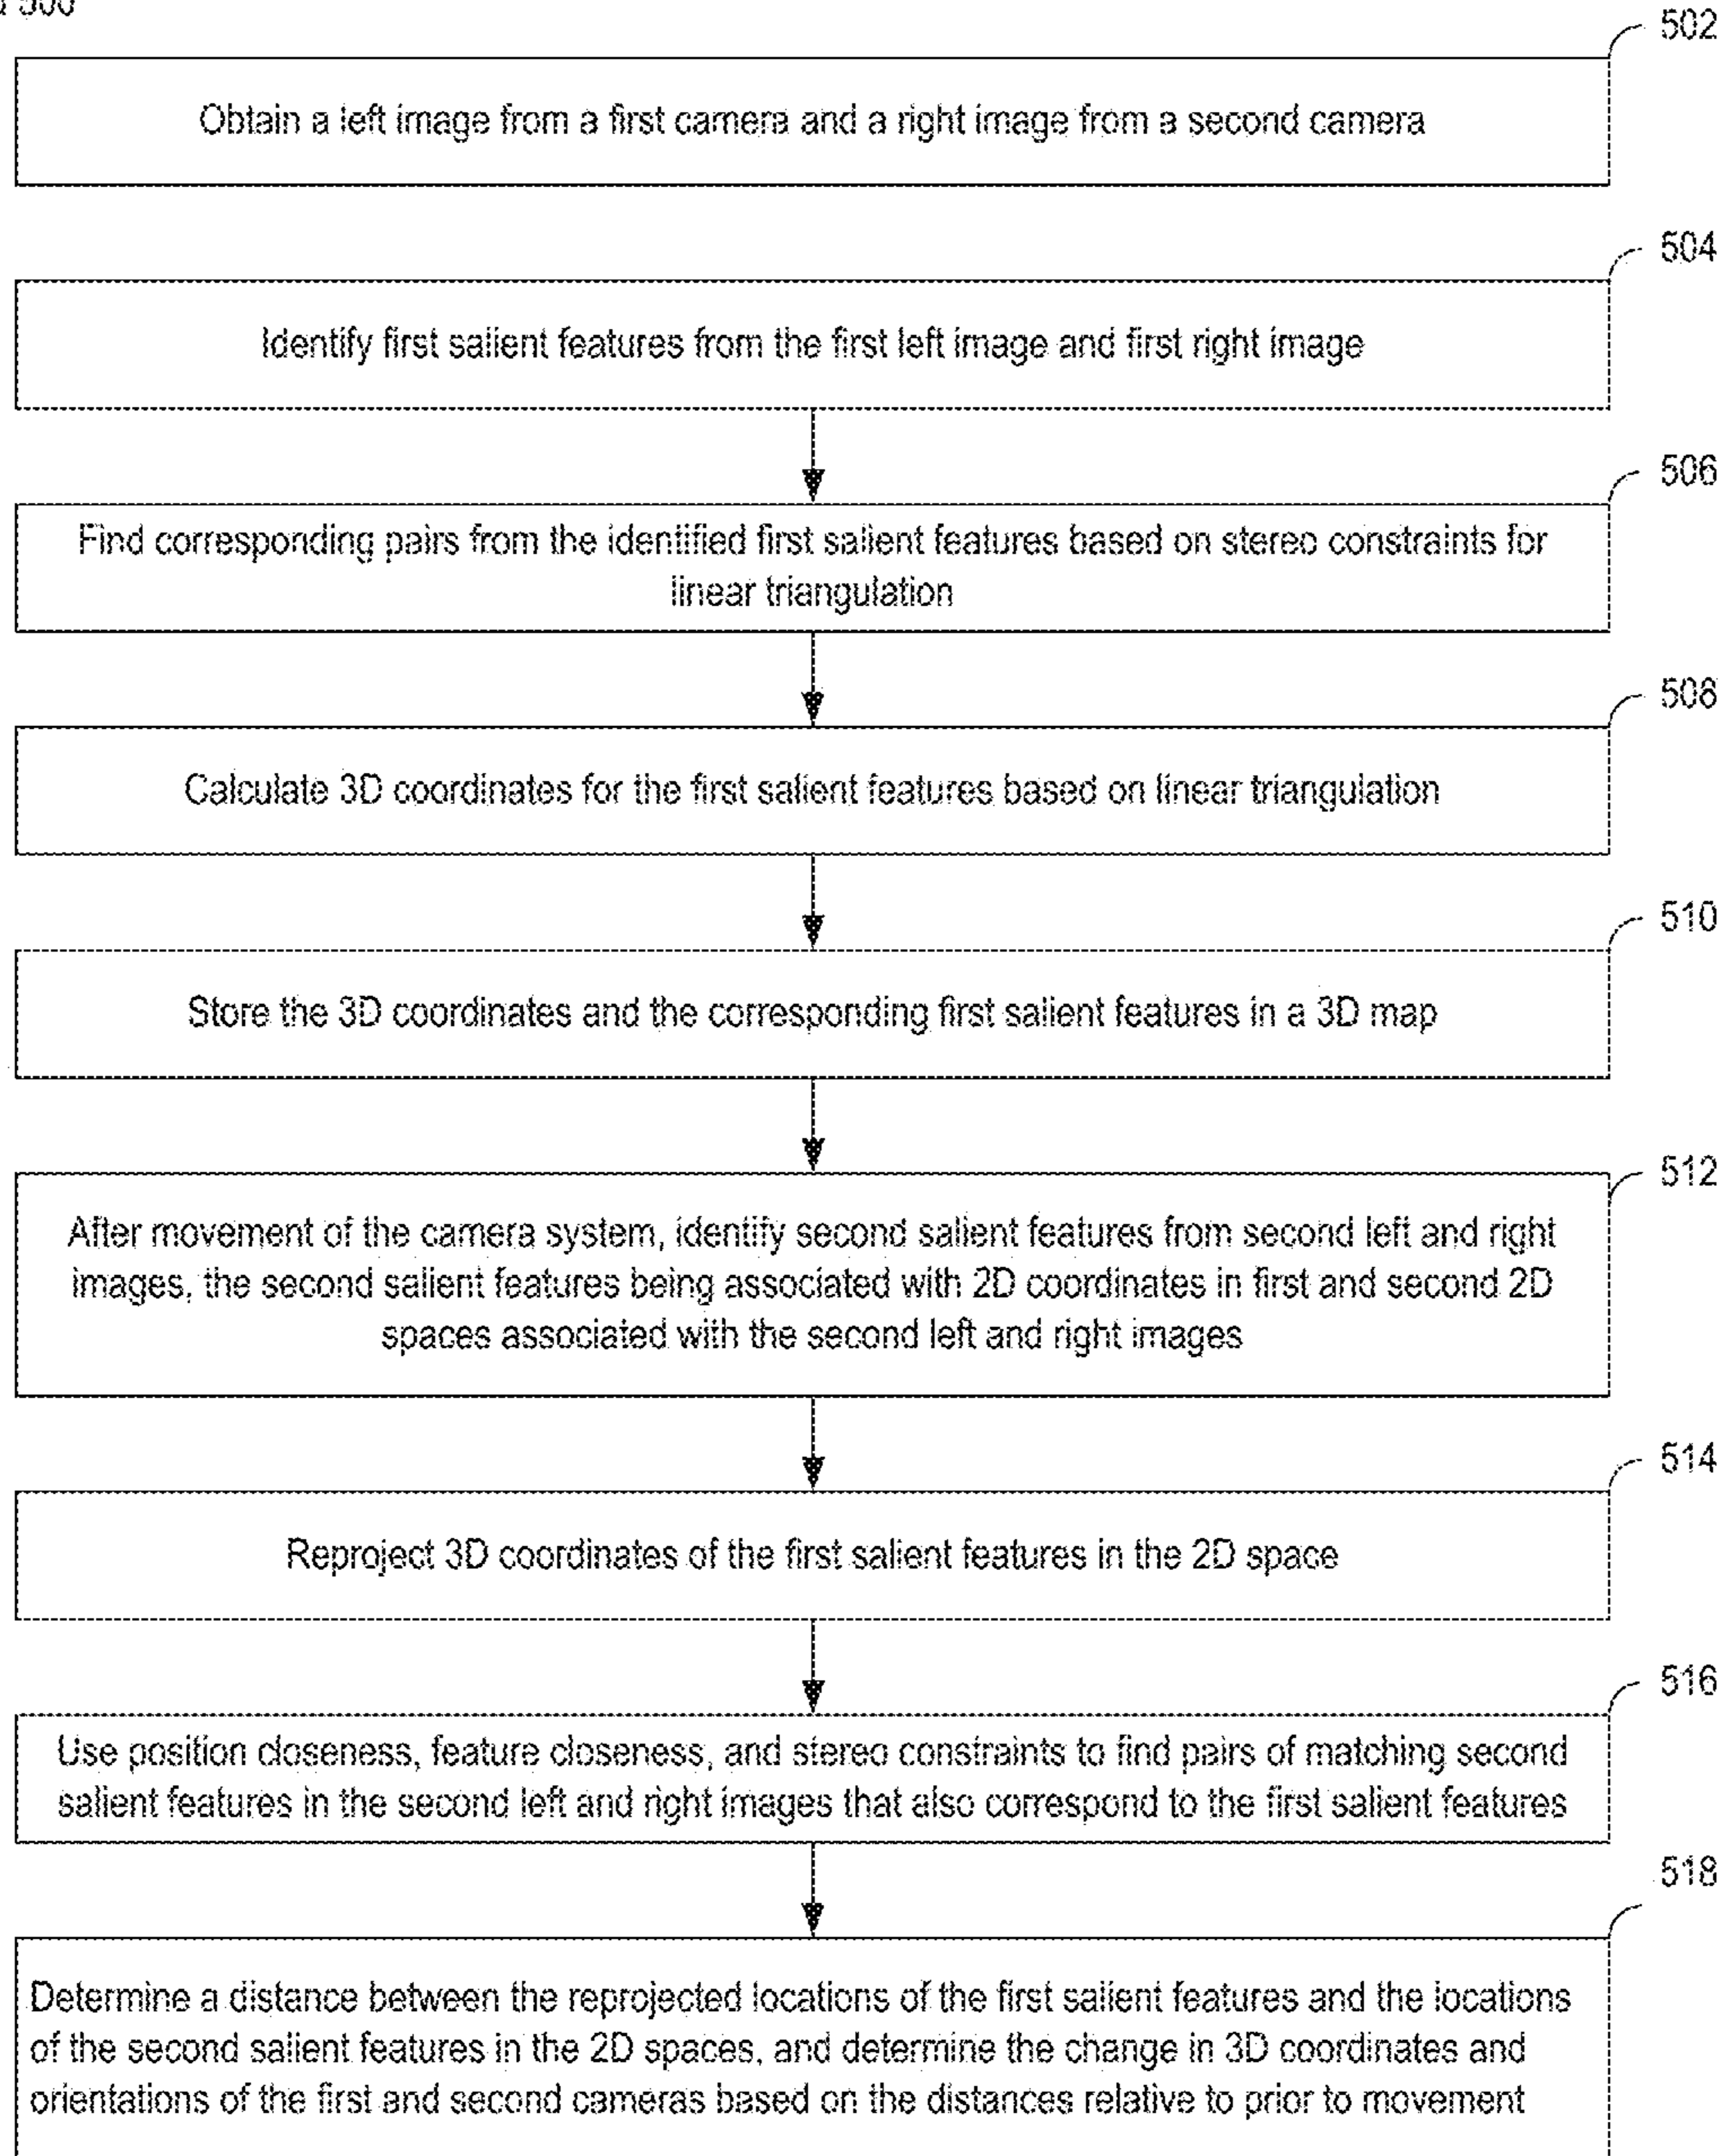 500
502
Obtain a left image from a first camera and a right image from a second camera
504
Identify first salient features from the first left image and first right image
506
Find corresponding pairs from the identified first salient features based on stereo constraints for
linear triangulation
508
Calculate 3D coordinates for the first salient features based on linear triangulation
510
Store the 3D coordinates and the corresponding first salient features in a 3D map
512
After movement of the camera system, identify second salient features from second left and right
images, the second salient features being associated with 2D coordinates in first and second 2D
spaces associated with the second left and right images
514
Reproject 3D coordinates of the first salient features in the 2D space
516
Use position closeness, feature closeness, and stereo constraints to find pairs of matching second
salient features in the second left and right images that also correspond to the first salient features
518
Determine a distance between the reprojected locations of the first salient features and the locations
of the second salient features in the 2D spaces, and determine the change in 3D coordinates and
orientations of the first and second cameras based on the distances relative to prior to movement